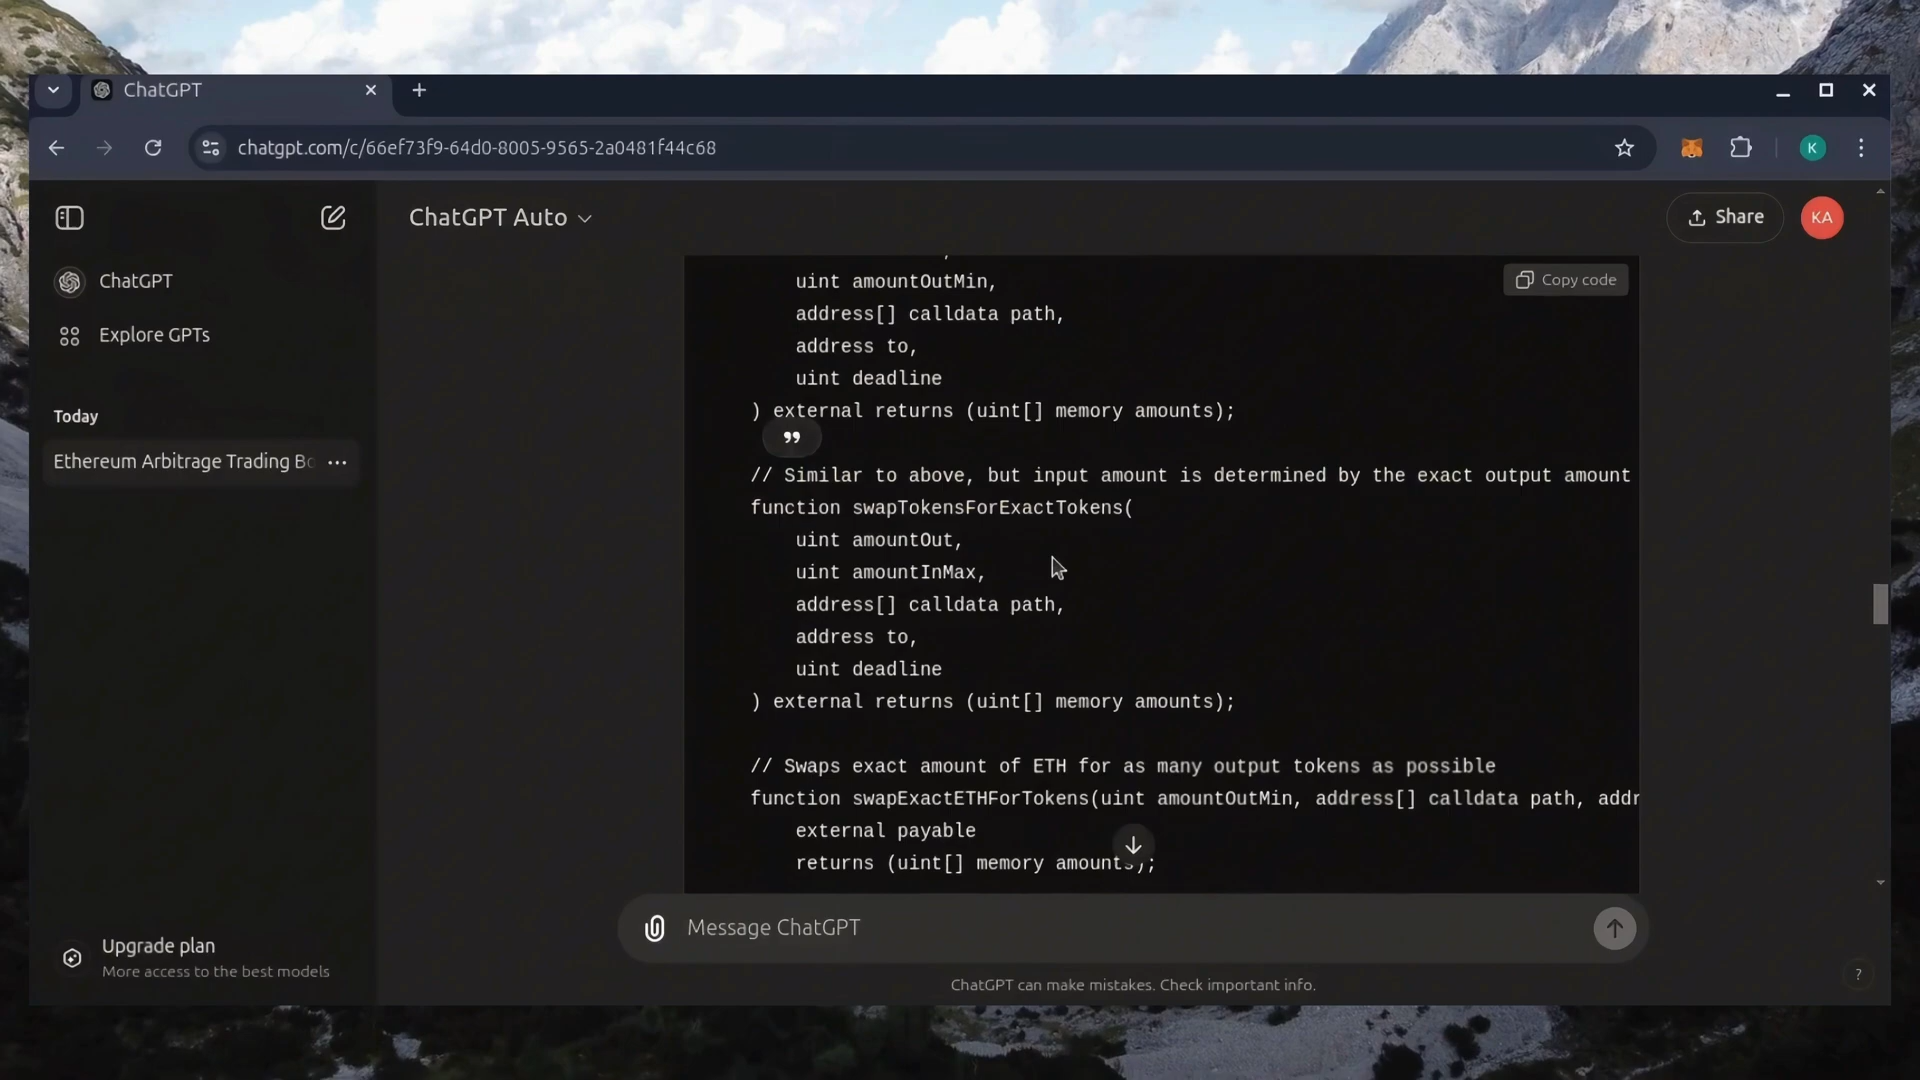 ChatGPT
chatgpt.com/c/66ef73f9-64d0-8005-9565-2a0481f44c68
K
ChatGPT Auto
Share
KA
ChatGPT
Explore GPTs
Today
Ethereum Arbitrage Trading Bo
Copy code
uint amountOutMin,
address[] calldata path,
address to,
uint deadline
) external returns (uint[] memory amounts);
// Similar to above, but input amount is determined by the exact output amount
function swapTokensForExactTokens(
uint amountOut,
uint amountInMax,
address[] calldata path,
address to,
uint deadline
) external returns (uint[] memory amounts);
// Swaps exact amount of ETH for as many output tokens as possible
function swapExactETHForTokens(uint amountOutMin, address[] calldata path, addr
external payable
returns (uint[] memory amounts);
Message ChatGPT
Upgrade plan
More access to the best models
ChatGPT can make mistakes. Check important info.
?